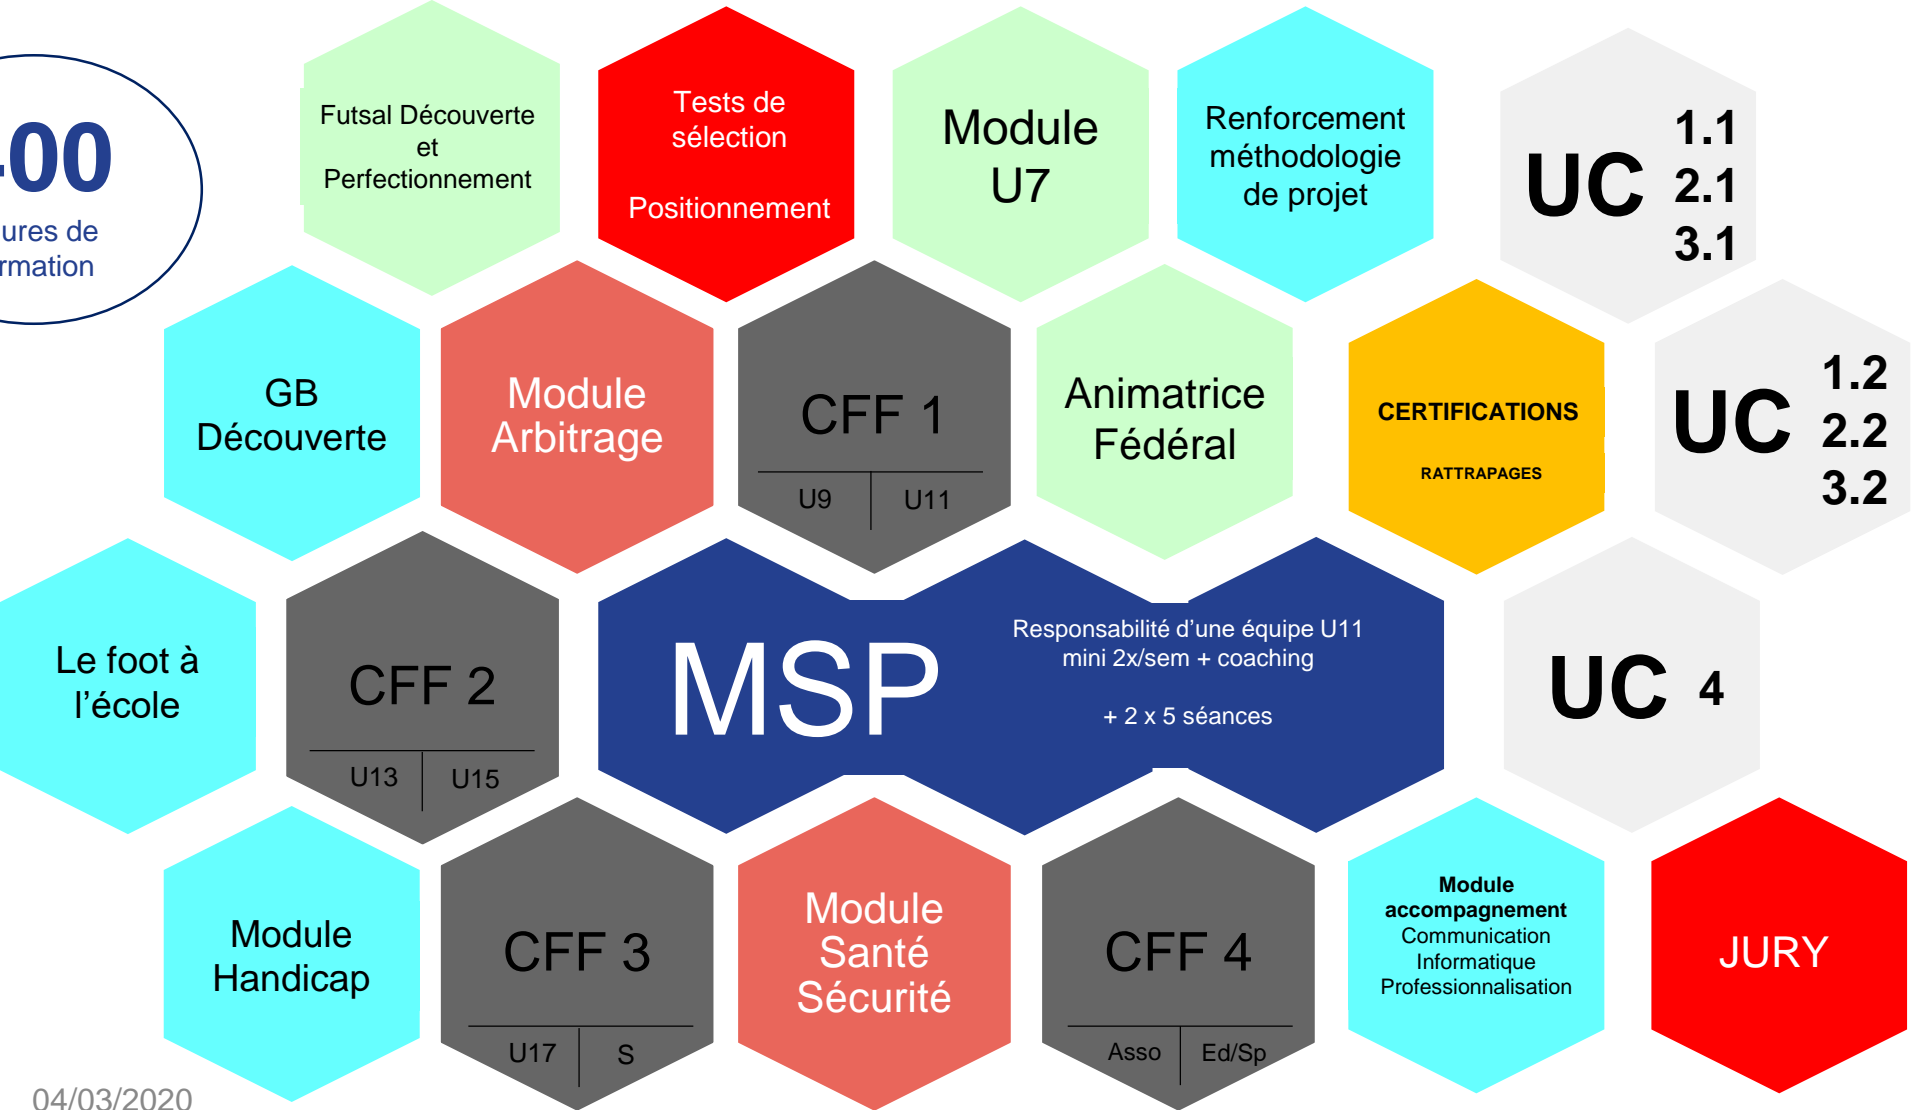 00
ures de
rmation
Futsal Découverte
et
Perfectionnement
Tests de
sélection
Positionnement
Module
U7
Renforcement
méthodologie
de projet
UC
1.1
2.1
3.1
GB
Découverte
Module
Arbitrage
CFF 1
U9
U11
Animatrice
Fédéral
CERTIFICATIONS
RATTRAPAGES
UC
1.2
2.2
3.2
Le foot à
l’école
CFF 2
U13
U15
MSP
Responsabilité d’une équipe U11
mini 2x/sem + coaching
+ 2 x 5 séances
UC 4
Module
Handicap
CFF 3
U17
S
Module
Santé
Sécurité
CFF 4
Asso
Ed/Sp
Module
accompagnement
Communication
Informatique
Professionnalisation
JURY
04/03/2020